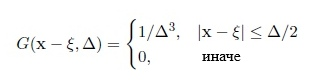 G(x − ξ, Δ) = { 1/Δ³, |x − ξ| ≤ Δ/2
0, иначе